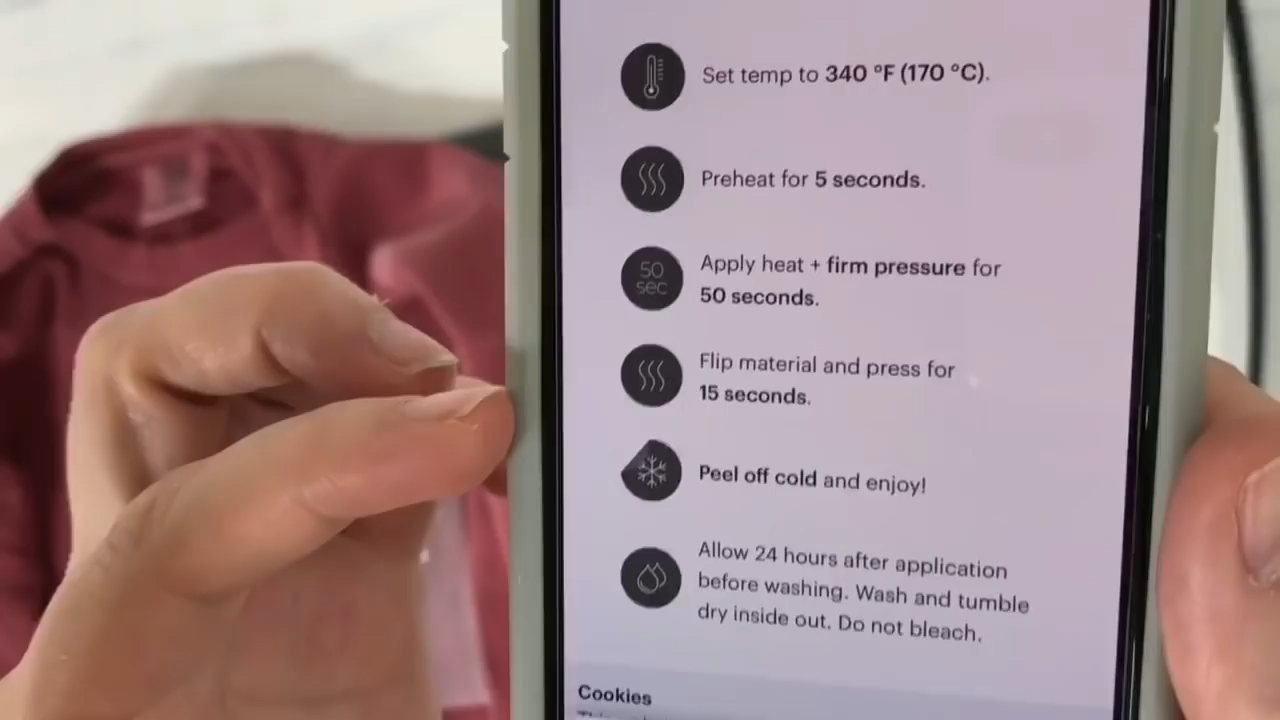 Set temp to 340 °F (170 °C).
Preheat for 5 seconds.
50
sec
Apply heat + firm pressure for
50 seconds.
Flip material and press for
15 seconds.
Peel off cold and enjoy!
Allow 24 hours after application
before washing. Wash and tumble
dry inside out. Do not bleach.
Cookies